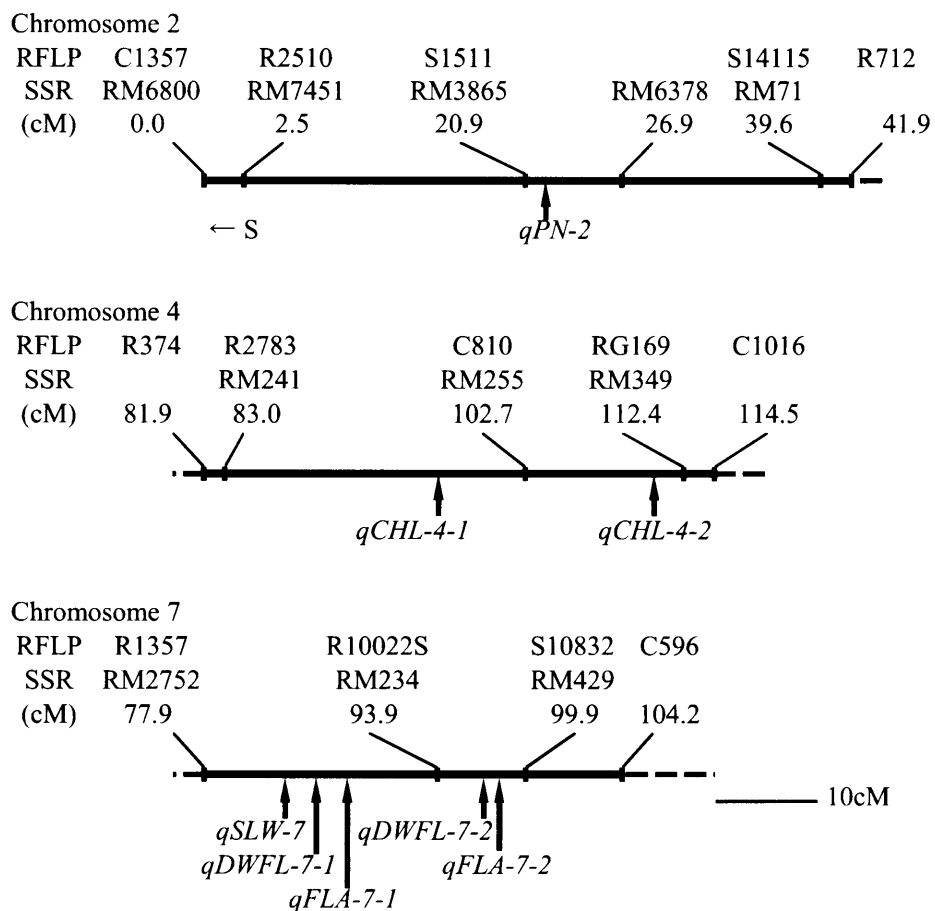 Chromosome 2
RFLP C1357 R2510 S1511 S14115 R712
SSR RM6800 RM7451 RM3865 RM6378 RM71
(cM) 0.0 2.5 20.9 26.9 39.6 41.9
← S
qPN-2
Chromosome 4
RFLP R374 R2783 C810 RG169 C1016
SSR RM241 RM255 RM349
(cM) 81.9 83.0 102.7 112.4 114.5
qCHL-4-1 qCHL-4-2
Chromosome 7
RFLP R1357 R10022S S10832 C596
SSR RM2752 RM234 RM429
(cM) 77.9 93.9 99.9 104.2
10cM
qSLW-7 qDWFL-7-2
qDWFL-7-1 qFLA-7-2
qFLA-7-1